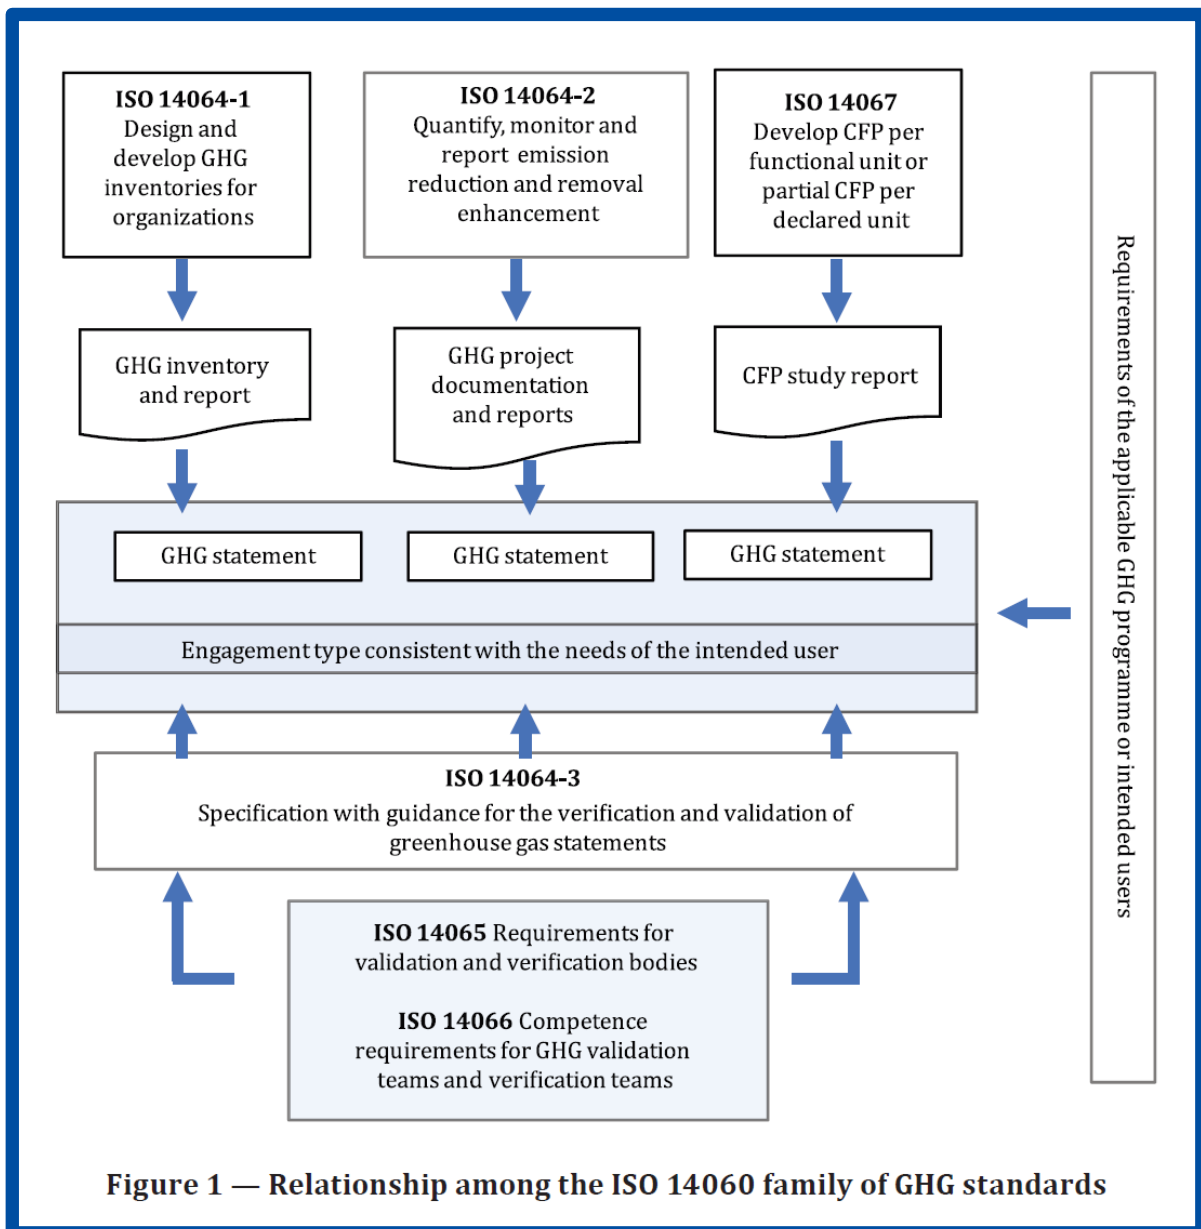 ISO 14064-1
Design and
develop GHG
inventories for
organizations
ISO 14064-2
Quantify, monitor and
report emission
reduction and removal
enhancement
ISO 14067
Develop CFP per
functional unit or
partial CFP per
declared unit
GHG inventory
and report
GHG project
documentation
and reports
CFP study report
GHG statement
GHG statement
GHG statement
Engagement type consistent with the needs of the intended user
ISO 14064-3
Specification with guidance for the verification and validation of
greenhouse gas statements
ISO 14065 Requirements for
validation and verification bodies
ISO 14066 Competence
requirements for GHG validation
teams and verification teams
Requirements of the applicable GHG programme or intended users
Figure 1 — Relationship among the ISO 14060 family of GHG standards